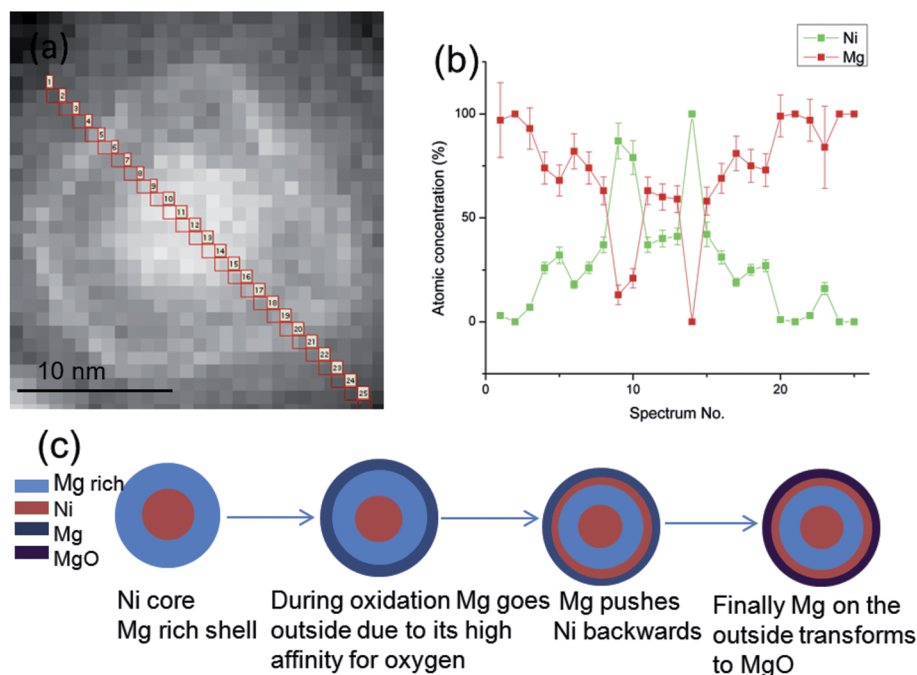 (a)
1
2
3
4
5
6
7
8
9
10
11
12
13
14
15
16
17
18
19
20
21
22
23
24
25
10 nm
(b)
Ni
Mg
Atomic concentration (%)
100
50
0
0
10
20
Spectrum No.
(c)
Mg rich
Ni
Mg
MgO
Ni core
Mg rich shell
During oxidation Mg goes
outside due to its high
affinity for oxygen
Mg pushes
Ni backwards
Finally Mg on the
outside transforms
to MgO